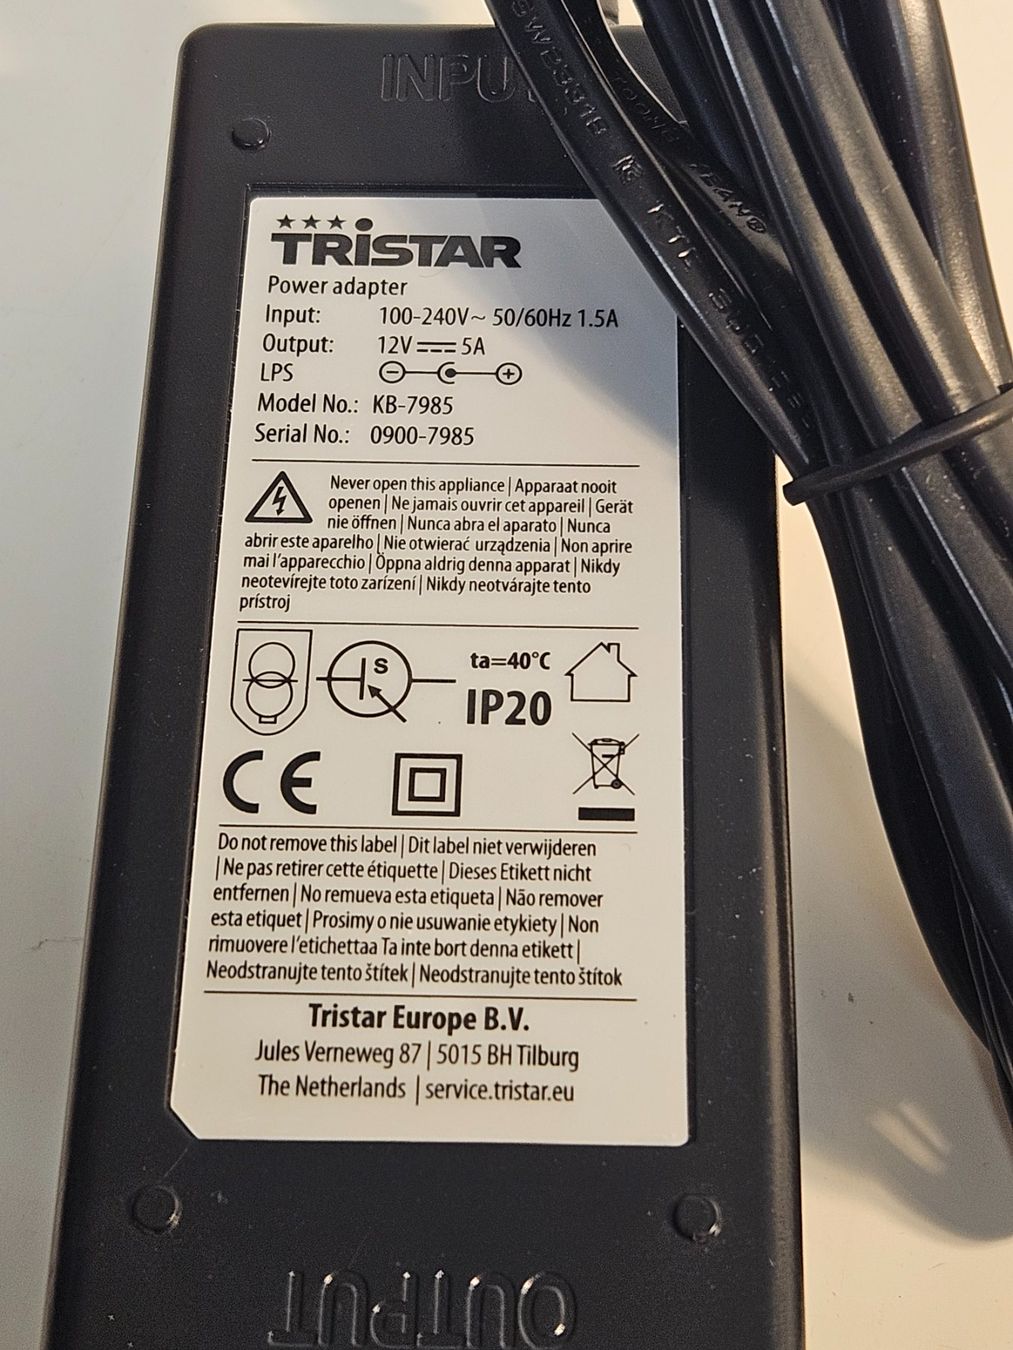 INPU
TRISTAR
Power adapter
Input: 100-240V~ 50/60Hz 1.5A
Output: 12V 5A
LPS
Model No.: KB-7985
Serial No.: 0900-7985
Never open this appliance | Apparaat nooit
openen | Ne jamais ouvrir cet appareil | Gerät
nie öffnen | Nunca abra el aparato | Nunca
abrir este aparelho | Nie otwierać urządzenia | Non aprire
mai l'apparecchio | Öppna aldrig denna apparat | Nikdy
neotevírejte toto zarízení | Nikdy neotvárajte tento
prístroj
S
ta=40°C
IP20
CE
Do not remove this label | Dit label niet verwijderen
| Ne pas retirer cette étiquette | Dieses Etikett nicht
entfernen | No remueva esta etiqueta | Não remover
esta etiquet | Prosimy o nie usuwanie etykiety | Non
rimuovere l'etichettaa Ta inte bort denna etikett |
Neodstranujte tento štítek | Neodstranujte tento štítok
Tristar Europe B.V.
Jules Verneweg 87 | 5015 BH Tilburg
The Netherlands | service.tristar.eu
OUTPUT